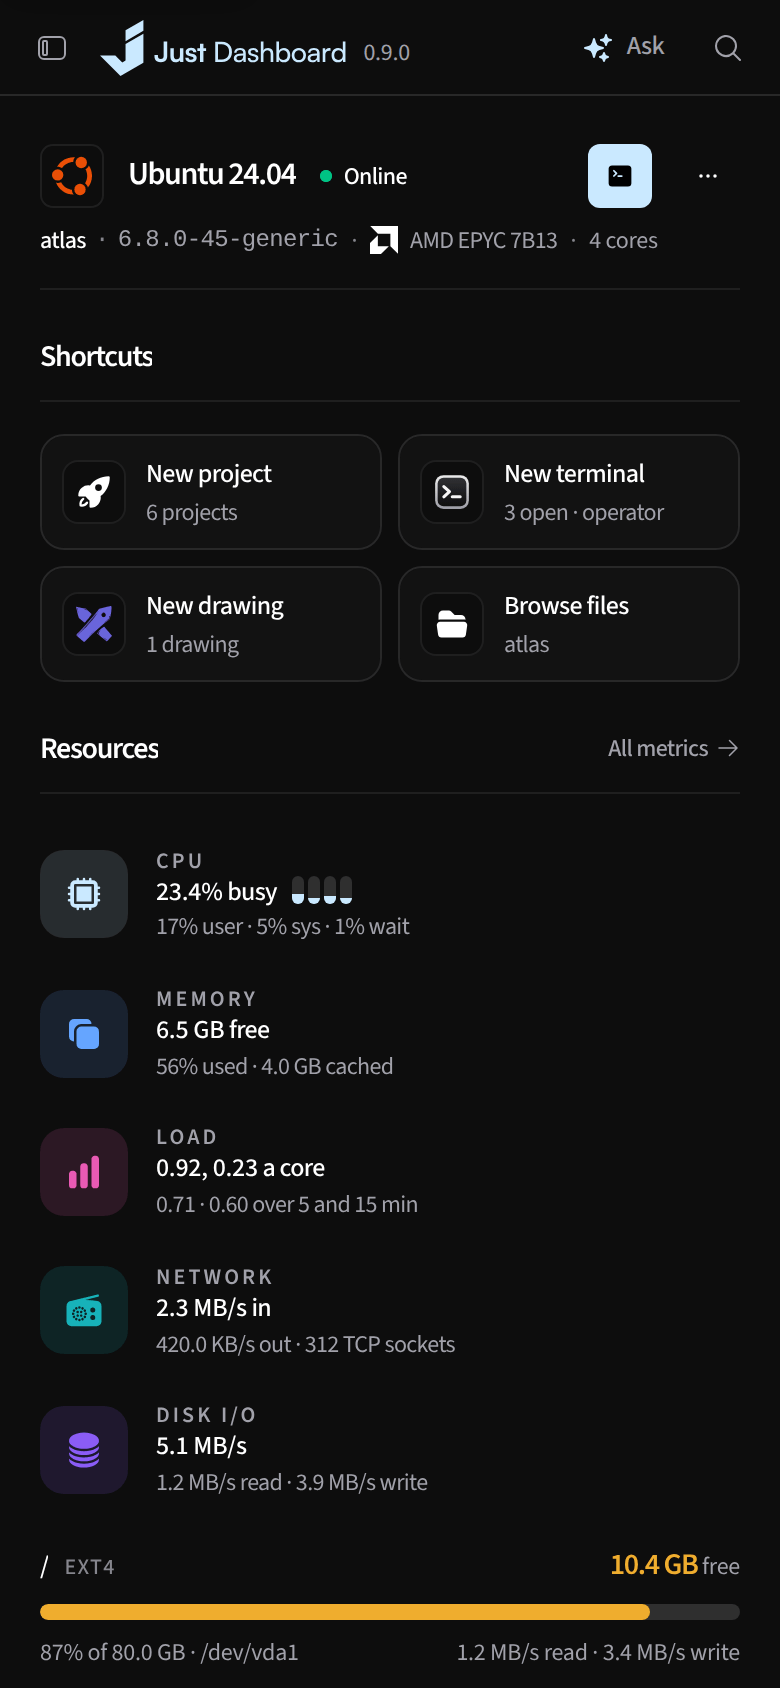 Just Dashboard 0.9.0
Ask
Ubuntu 24.04
Online
atlas · 6.8.0-45-generic · AMD EPYC 7B13 · 4 cores
Shortcuts
New project
6 projects
New terminal
3 open · operator
New drawing
1 drawing
Browse files
atlas
Resources
All metrics →
CPU
23.4% busy
17% user · 5% sys · 1% wait
MEMORY
6.5 GB free
56% used · 4.0 GB cached
LOAD
0.92, 0.23 a core
0.71 · 0.60 over 5 and 15 min
NETWORK
2.3 MB/s in
420.0 KB/s out · 312 TCP sockets
DISK I/O
5.1 MB/s
1.2 MB/s read · 3.9 MB/s write
/ EXT4
10.4 GB free
87% of 80.0 GB · /dev/vda1
1.2 MB/s read · 3.4 MB/s write